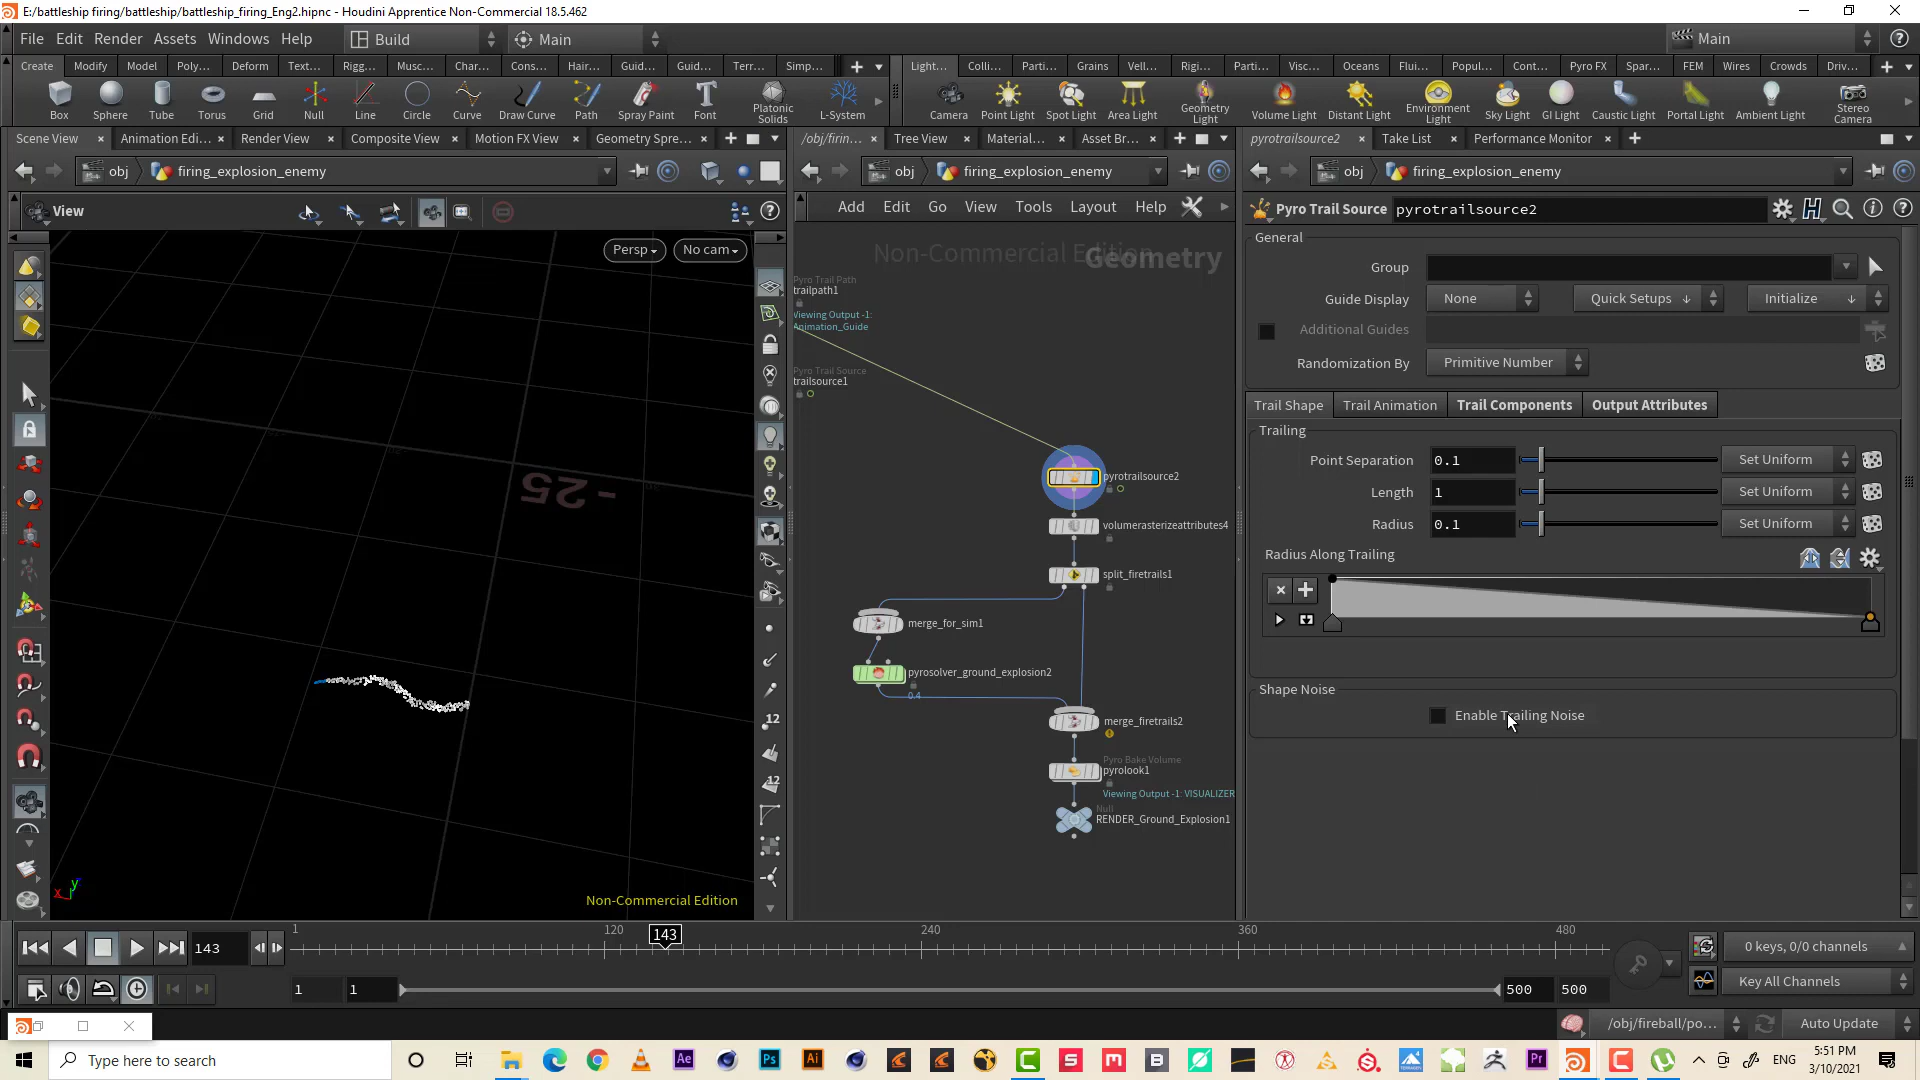 E:/battleship firing/battleship/battleship_firing_Eng2.hipnc - Houdini Apprentice Non-Commercial 18.5.462
File Edit Render Assets Windows Help Build Main Main
Create Modify Model Poly... Deform Text... Rigg... Musc... Char... Cons... Hair... Guid... Guid... Terr... Simp...
Light... Colli... Parti... Grains Vell... Rigi... Parti... Visc... Oceans Flui... Popul... Cont... Pyro FX Spar... FEM Wires Crowds Driv...
Box Sphere Tube Torus Grid Null Line Circle Curve Draw Curve Path Spray Paint Font Platonic Solids L-System
Camera Point Light Spot Light Area Light Geometry Light Volume Light Distant Light Environment Light Sky Light GI Light Caustic Light Portal Light Ambient Light Stereo Camera
Scene View Animation Edi... Render View Composite View Motion FX View Geometry Spre...
/obj/firin... Tree View Material... Asset Br...
pyrotrailsource2 Take List Performance Monitor
obj firing_explosion_enemy
obj firing_explosion_enemy
obj firing_explosion_enemy
View
Persp No cam
-25
Non-Commercial Edition
Add Edit Go View Tools Layout Help
Non-Commercial Edition
Geometry
Pyro Trail Path
trailpath1
Viewing Output -1:
Animation_Guide
Pyro Trail Source
trailsource1
pyrotrailsource2
volumerasterizeattributes4
split_firetrails1
merge_for_sim1
pyrosolver_ground_explosion2
0.4
merge_firetrails2
Pyro Bake Volume
pyrolook1
Viewing Output -1: VISUALIZER
Null
RENDER_Ground_Explosion1
Pyro Trail Source pyrotrailsource2
General
Group
Guide Display None Quick Setups Initialize
Additional Guides
Randomization By Primitive Number
Trail Shape Trail Animation Trail Components Output Attributes
Trailing
Point Separation 0.1 Set Uniform
Length 1 Set Uniform
Radius 0.1 Set Uniform
Radius Along Trailing
Shape Noise
Enable Trailing Noise
12
12
x y
143 1 120 143 240 360 480
0 keys, 0/0 channels
1 1 500 500
Key All Channels
/obj/fireball/po... Auto Update
Type here to search
ENG
5:51 PM
3/10/2021